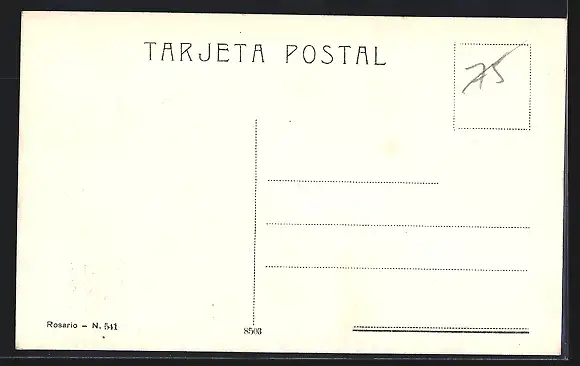 TARJETA POSTAL
75
Rosario - N. 541
8503